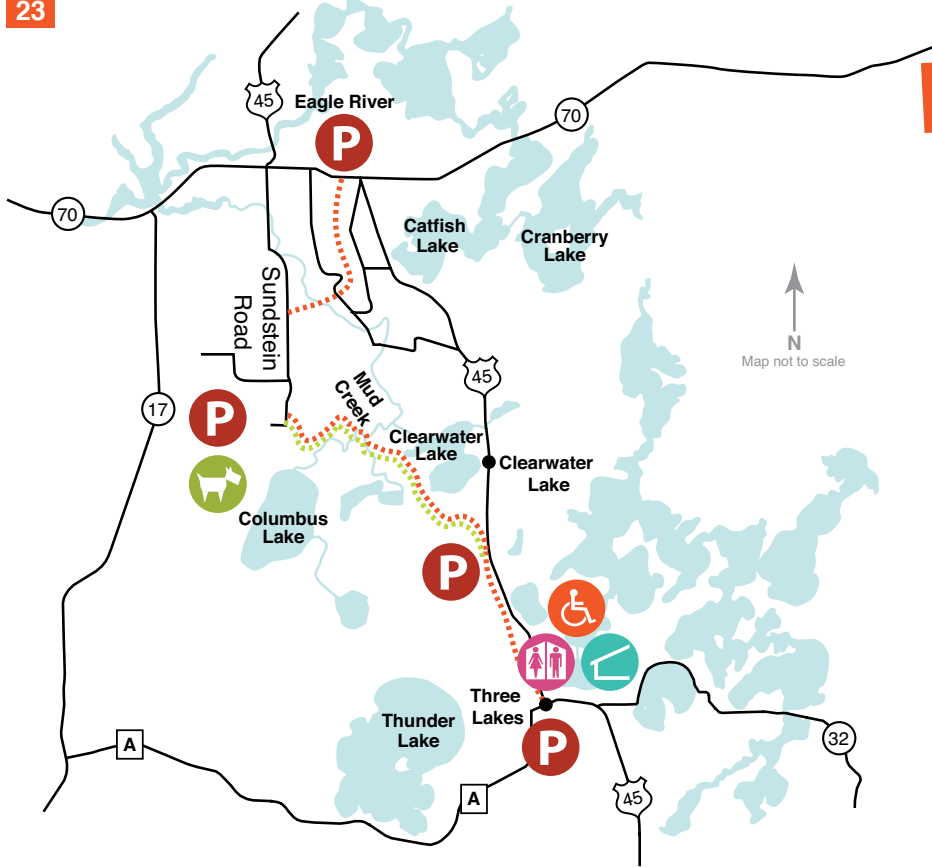 23
45
Eagle River
P
70
70
Catfish
Lake
Cranberry
Lake
Sundstein
Road
N
Map not to scale
45
17
P
Mud
Creek
Clearwater
Lake
Clearwater
Lake
Columbus
Lake
P
Three
Lakes
Thunder
Lake
P
A
32
A
45